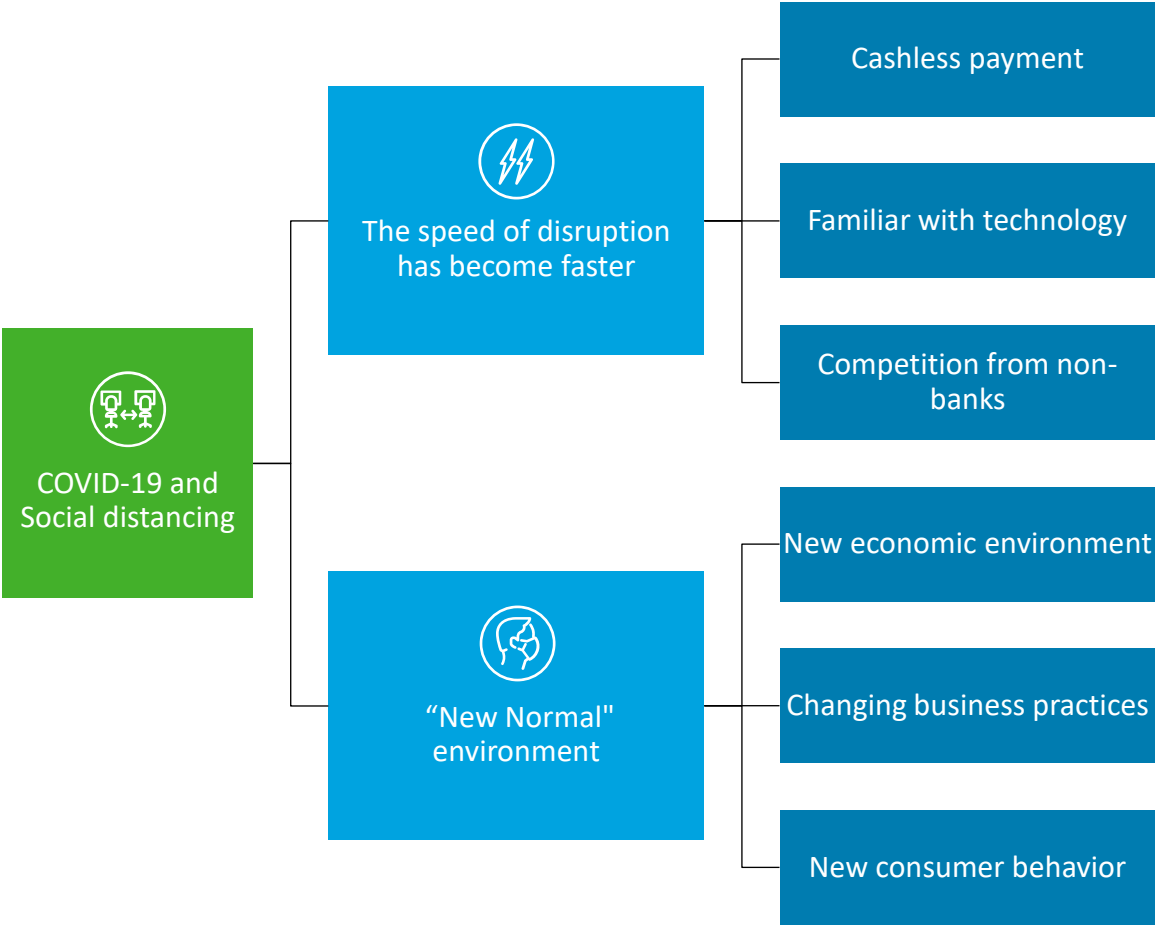 COVID-19 and
Social distancing
The speed of disruption
has become faster
Cashless payment
Familiar with technology
Competition from non-
banks
“New Normal"
environment
New economic environment
Changing business practices
New consumer behavior